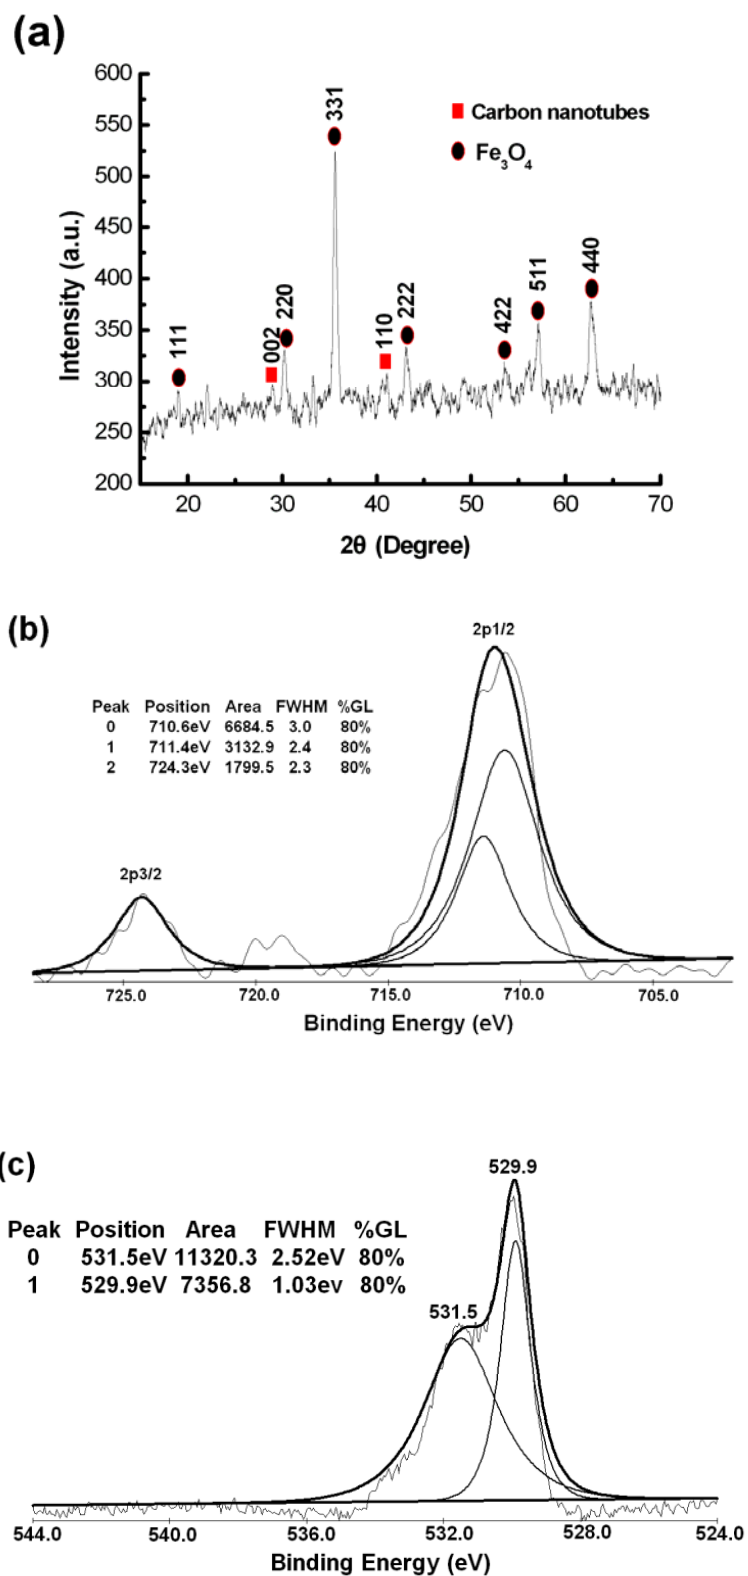 (a)
600
550
500
450
400
350
300
250
200
Intensity (a.u.)
111
002
220
331
110
222
422
511
440
Carbon nanotubes
Fe₃O₄
20 30 40 50 60 70
2θ (Degree)
(b)
2p1/2
Peak Position Area FWHM %GL
0 710.6eV 6684.5 3.0 80%
1 711.4eV 3132.9 2.4 80%
2 724.3eV 1799.5 2.3 80%
2p3/2
725.0 720.0 715.0 710.0 705.0
Binding Energy (eV)
(c)
529.9
Peak Position Area FWHM %GL
0 531.5eV 11320.3 2.52eV 80%
1 529.9eV 7356.8 1.03ev 80%
531.5
544.0 540.0 536.0 532.0 528.0 524.0
Binding Energy (eV)